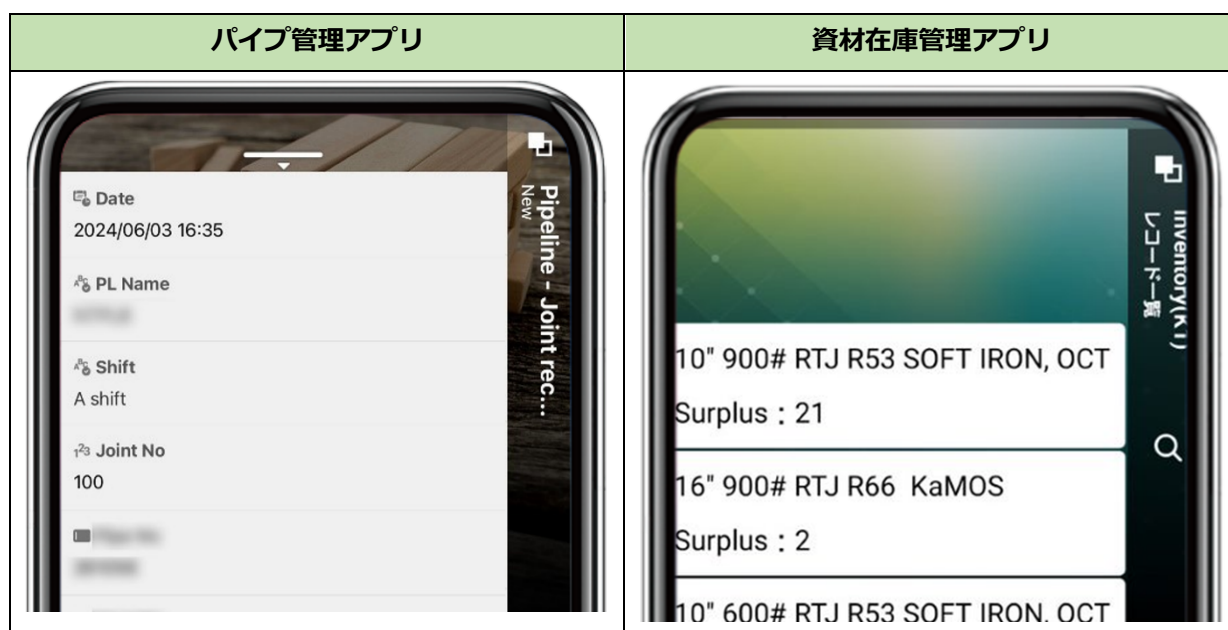 パイプ管理アプリ
資材在庫管理アプリ
Date
2024/06/03 16:35
PL Name
Shift
A shift
Joint No
100
Pipeline - Joint rec...
New
10" 900# RTJ R53 SOFT IRON, OCT
Surplus：21
16" 900# RTJ R66  KaMOS
Surplus：2
10" 600# RTJ R53 SOFT IRON, OCT
Inventory(KT)
レコード一覧